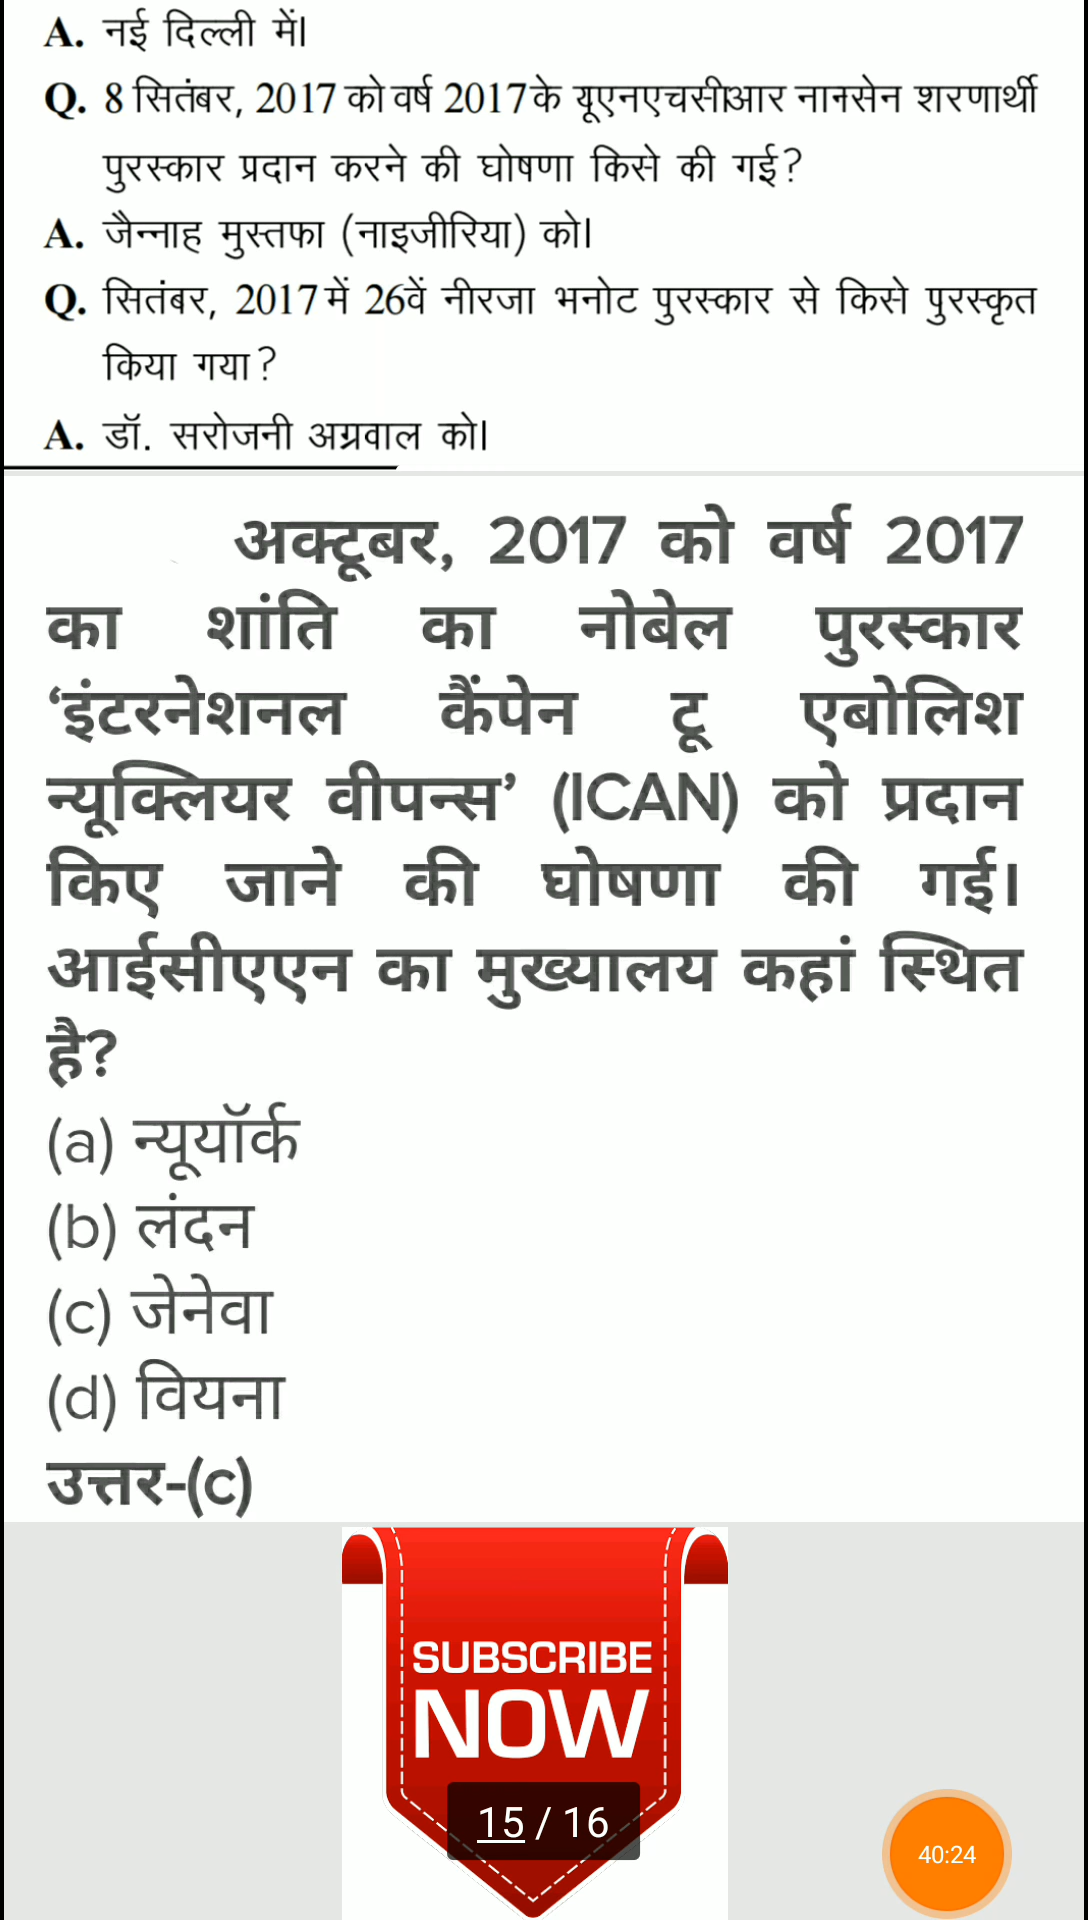 A. नई दिल्ली में।
Q. 8 सितंबर, 2017 को वर्ष 2017 के यूएनएचसीआर नानसेन शरणार्थी
पुरस्कार प्रदान करने की घोषणा किसे की गई?
A. जैन्नाह मुस्तफा (नाइजीरिया) को।
Q. सितंबर, 2017 में 26वें नीरजा भनोट पुरस्कार से किसे पुरस्कृत
किया गया?
A. डॉ. सरोजनी अग्रवाल को।
अक्टूबर, 2017 को वर्ष 2017
का शांति का नोबेल पुरस्कार
‘इंटरनेशनल कैंपेन टू एबोलिश
न्यूक्लियर वीपन्स’ (ICAN) को प्रदान
किए जाने की घोषणा की गई।
आईसीएएन का मुख्यालय कहां स्थित
है?
(a) न्यूयॉर्क
(b) लंदन
(c) जेनेवा
(d) वियना
उत्तर-(c)
SUBSCRIBE
NOW
15 / 16
40:24